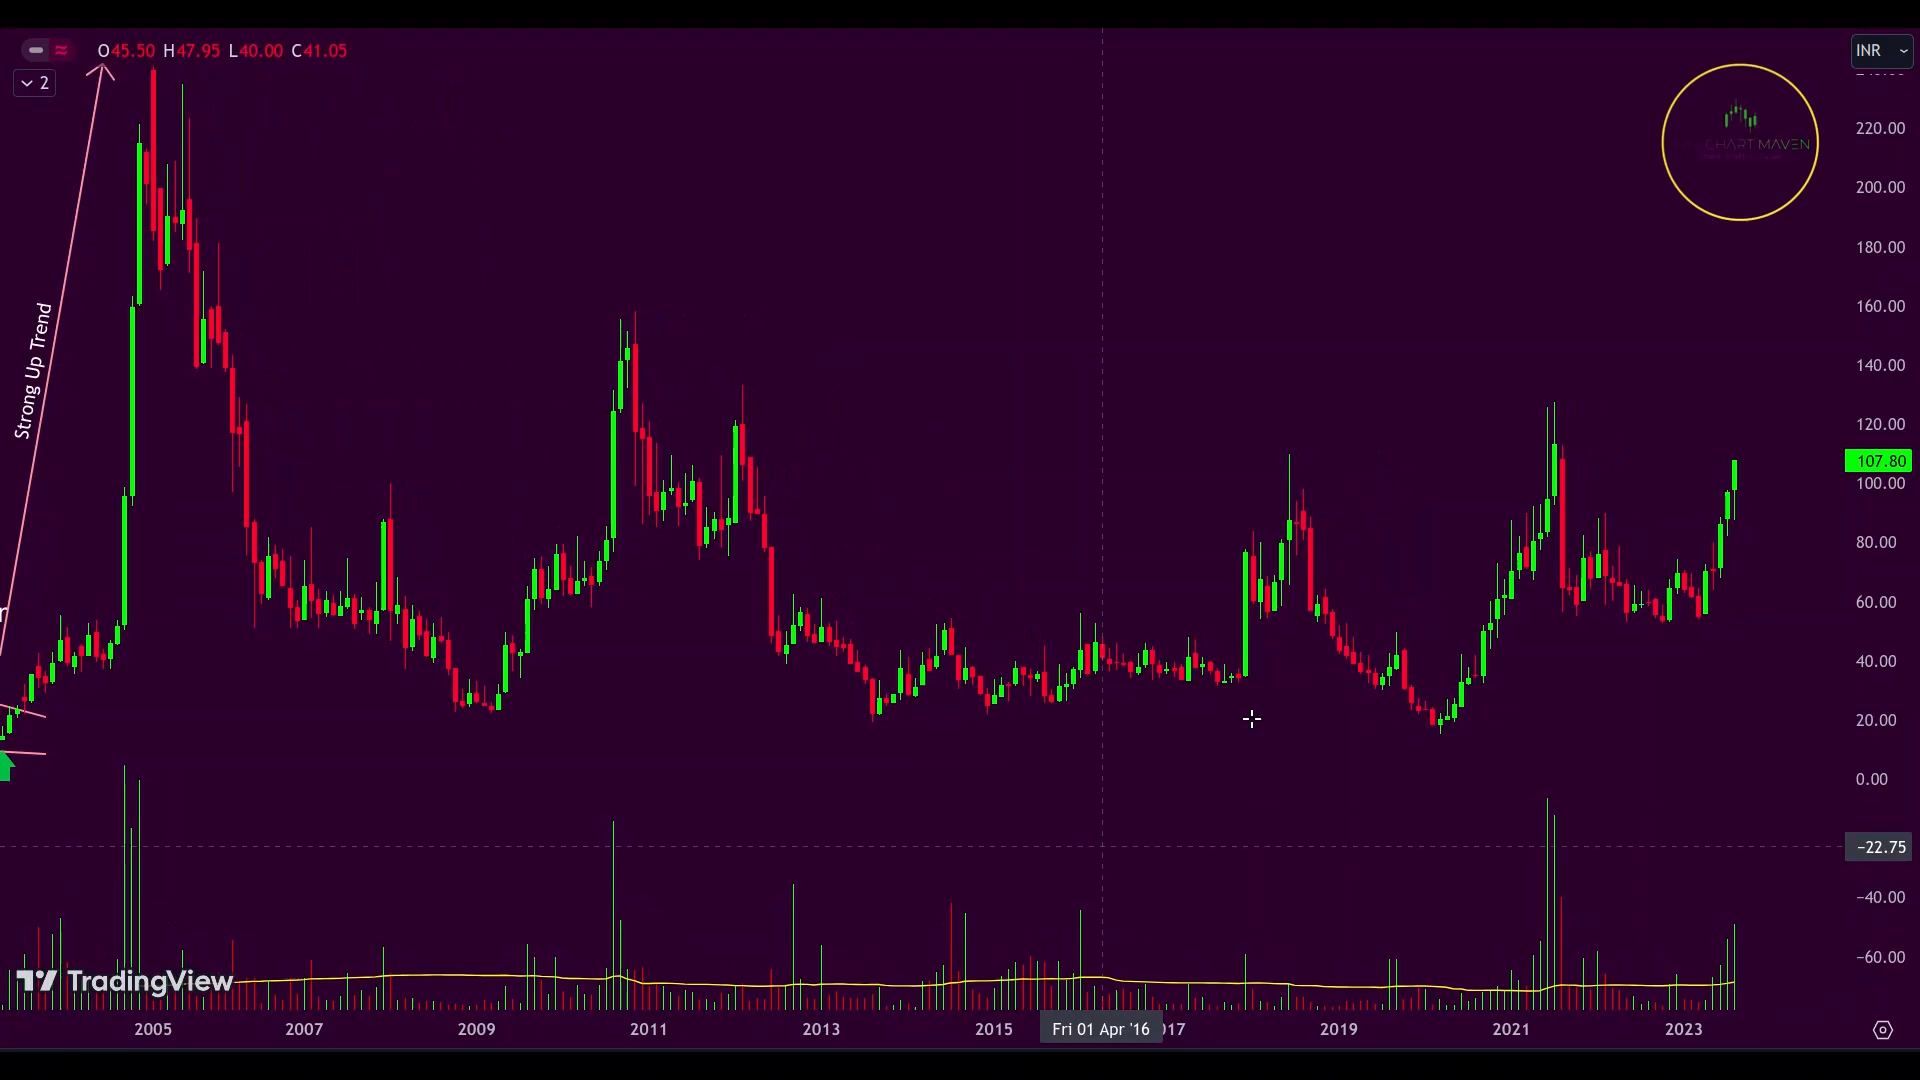 O45.50 H47.95 L40.00 C41.05
INR
2
220.00
CHART MAVEN
200.00
180.00
160.00
Strong Up Trend
140.00
120.00
107.80
100.00
80.00
60.00
r
40.00
20.00
0.00
−22.75
−40.00
−60.00
TradingView
2005 2007 2009 2011 2013 2015 Fri 01 Apr '16 17 2019 2021 2023